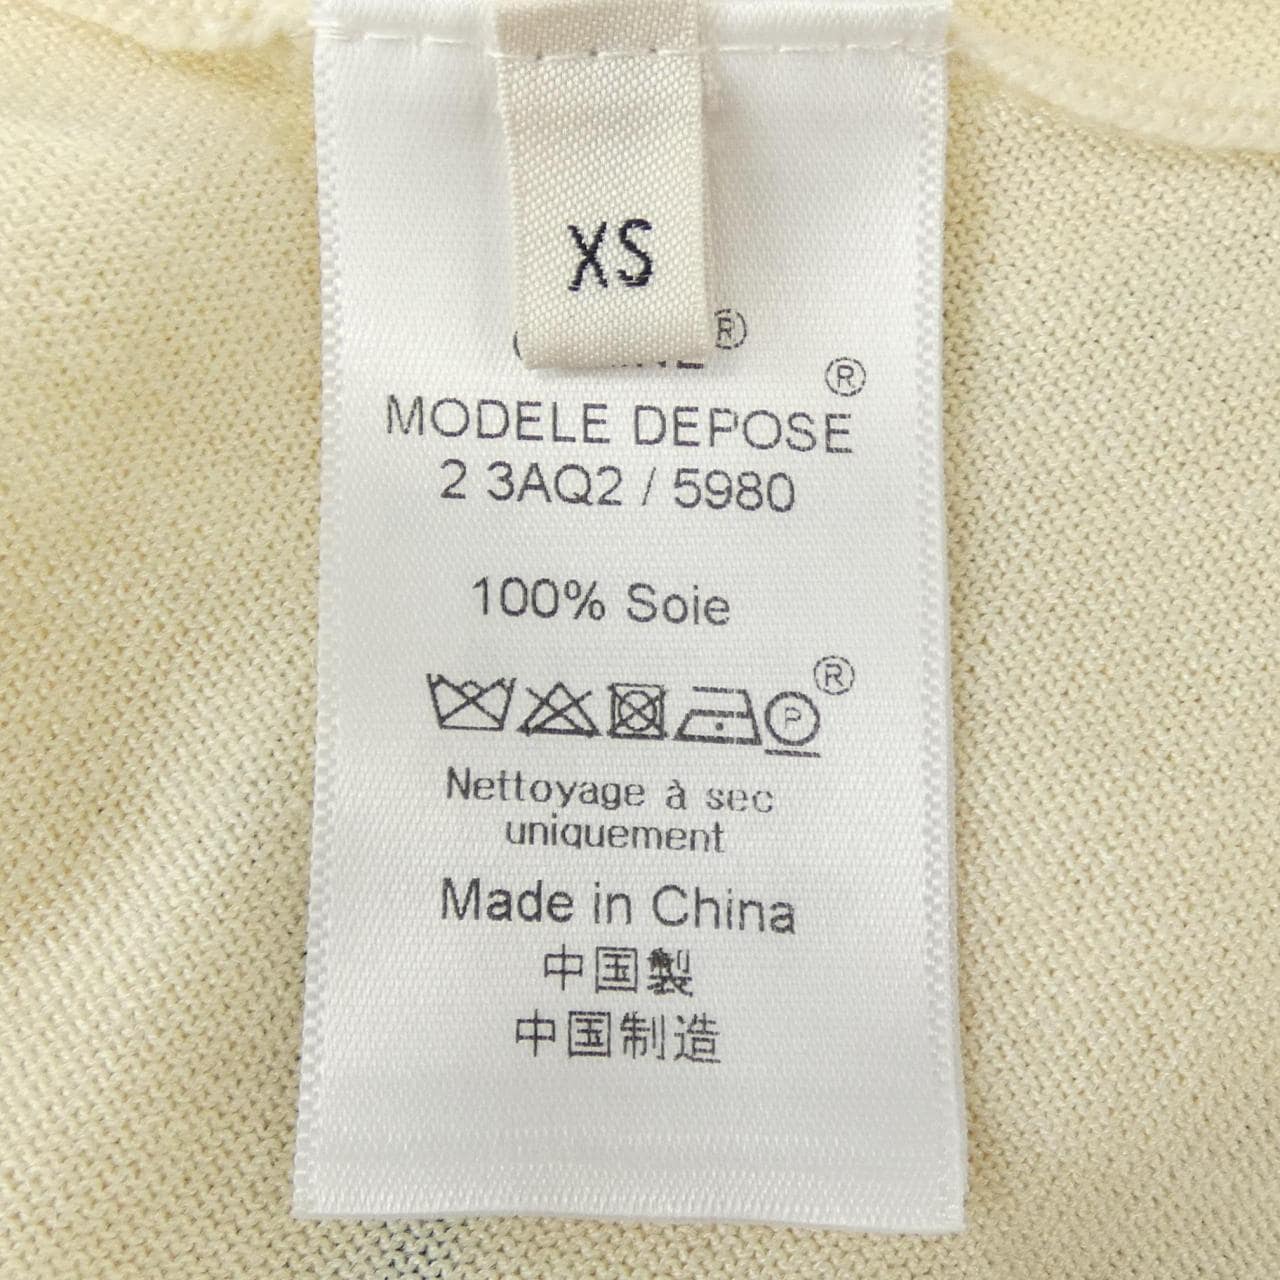 XS
®
MODELE DEPOSE ®
2 3AQ2 / 5980
100% Soie
P ®
Nettoyage à sec
uniquement
Made in China
中国製
中国制造